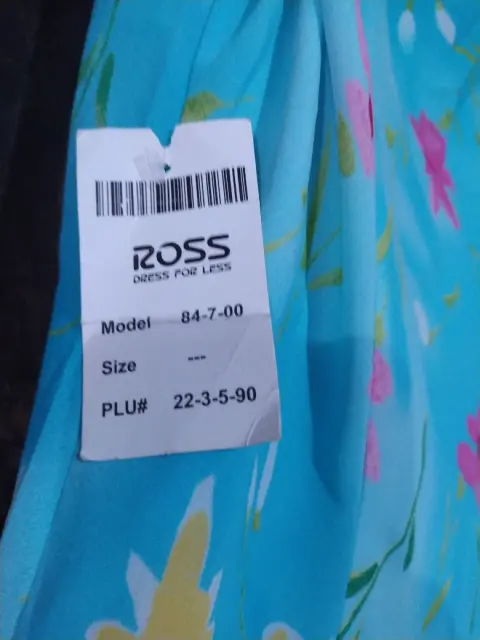 ROSS
DRESS FOR LESS
Model 84-7-00
Size ---
PLU# 22-3-5-90